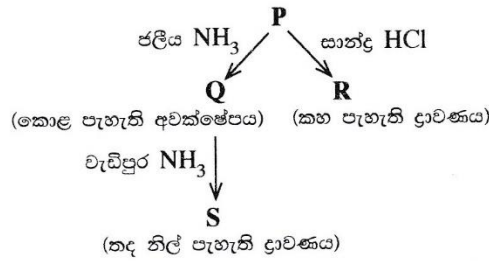 P
ජලීය NH₃ සාන්ද්‍ර HCl
Q R
(කොළ පැහැති අවක්ෂේපය) (කහ පැහැති ද්‍රාවණය)
වැඩිපුර NH₃
S
(තද නිල් පැහැති ද්‍රාවණය)